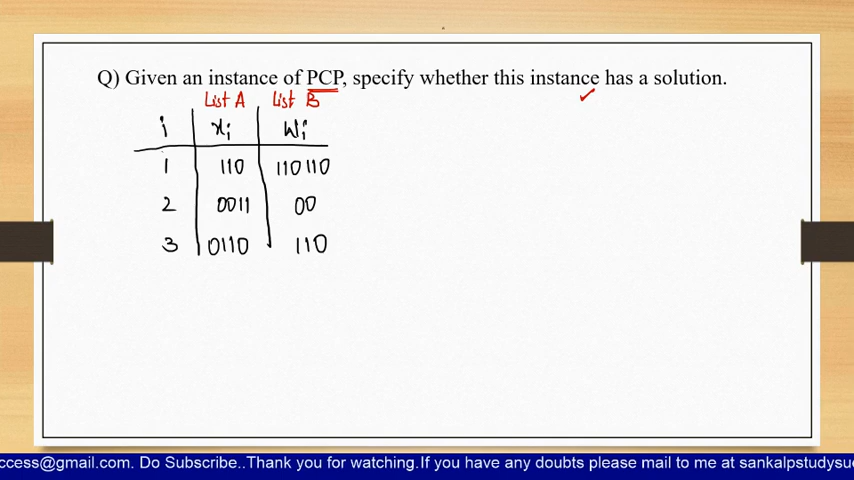 Q) Given an instance of PCP, specify whether this instance has a solution.
List A List B
i xi wi
1 110 110110
2 0011 00
3 0110 110
ccess@gmail.com. Do Subscribe..Thank you for watching.If you have any doubts please mail to me at sankalpstudysuc